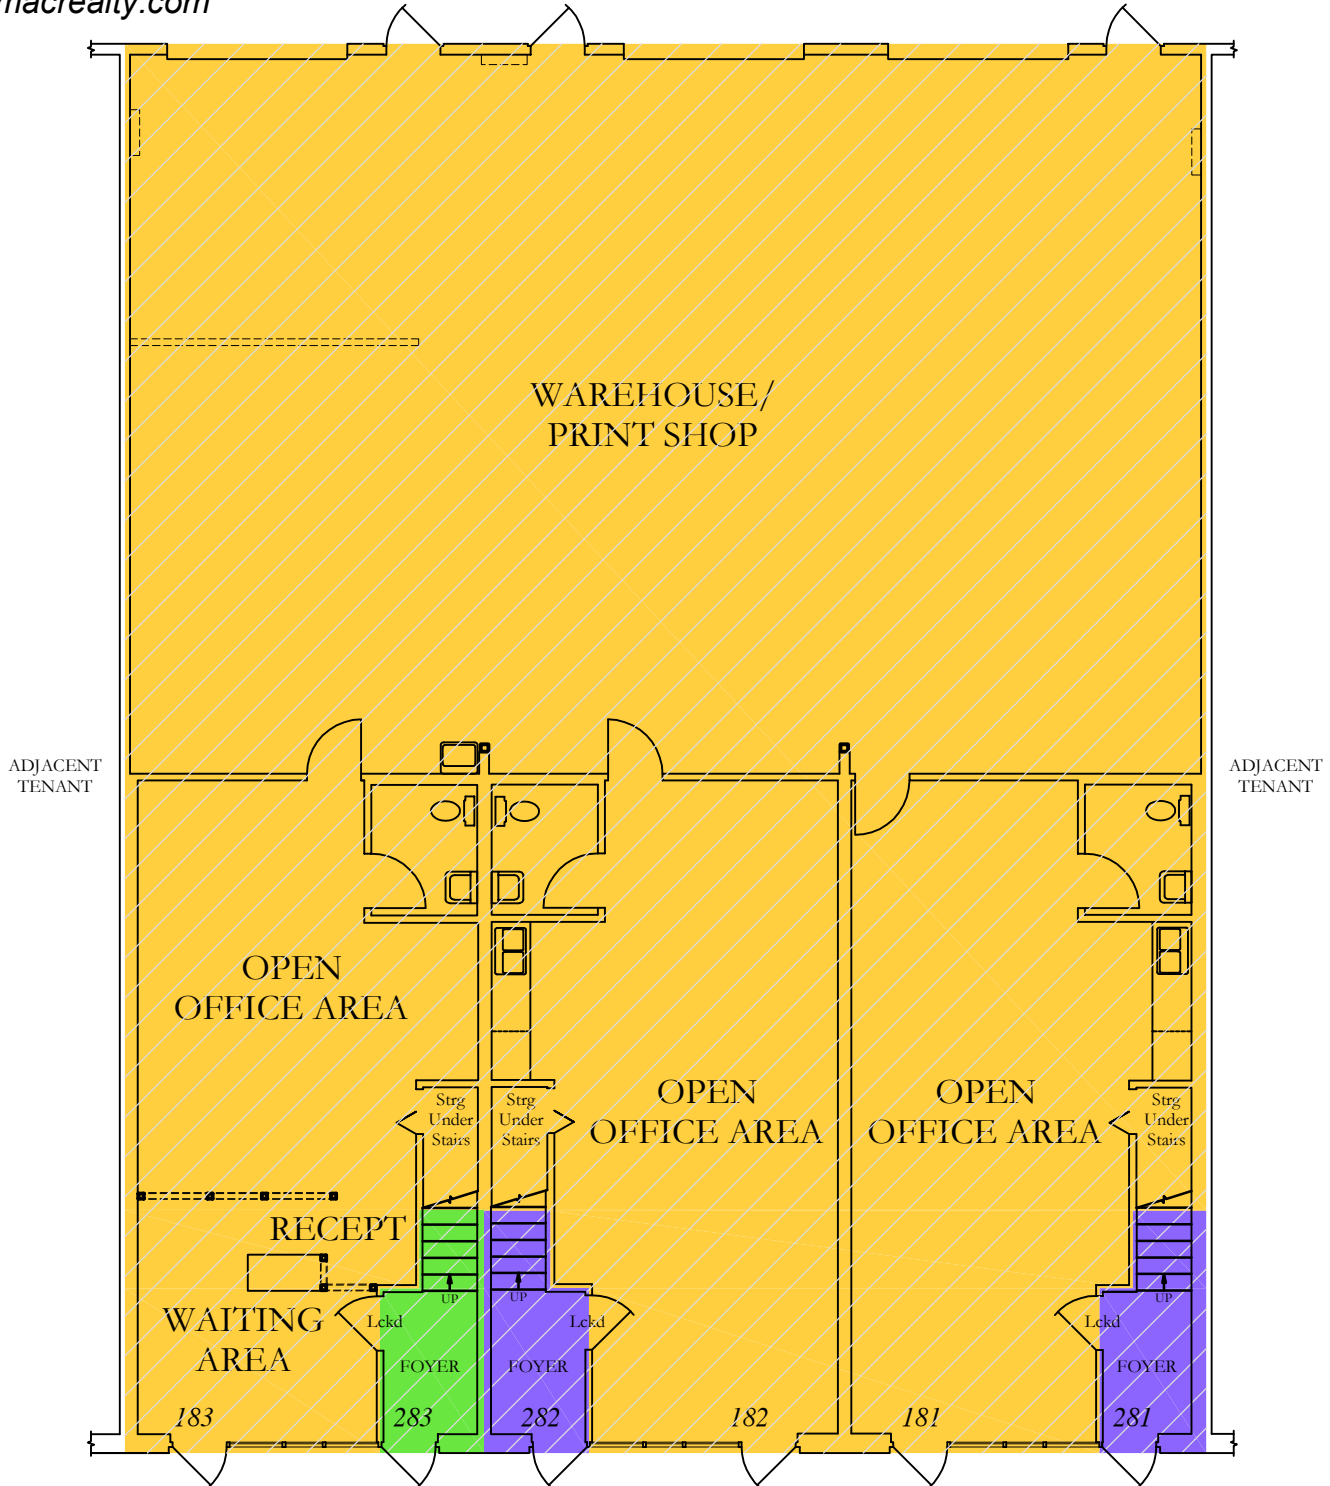 macrealty.com
WAREHOUSE/
PRINT SHOP
ADJACENT
TENANT
ADJACENT
TENANT
OPEN
OFFICE AREA
OPEN
OFFICE AREA
OPEN
OFFICE AREA
Strg
Under
Stairs
Strg
Under
Stairs
Strg
Under
Stairs
RECEPT
UP
UP
UP
WAITING
AREA
Lckd
Lckd
Lckd
FOYER
FOYER
FOYER
183
283
282
182
181
281